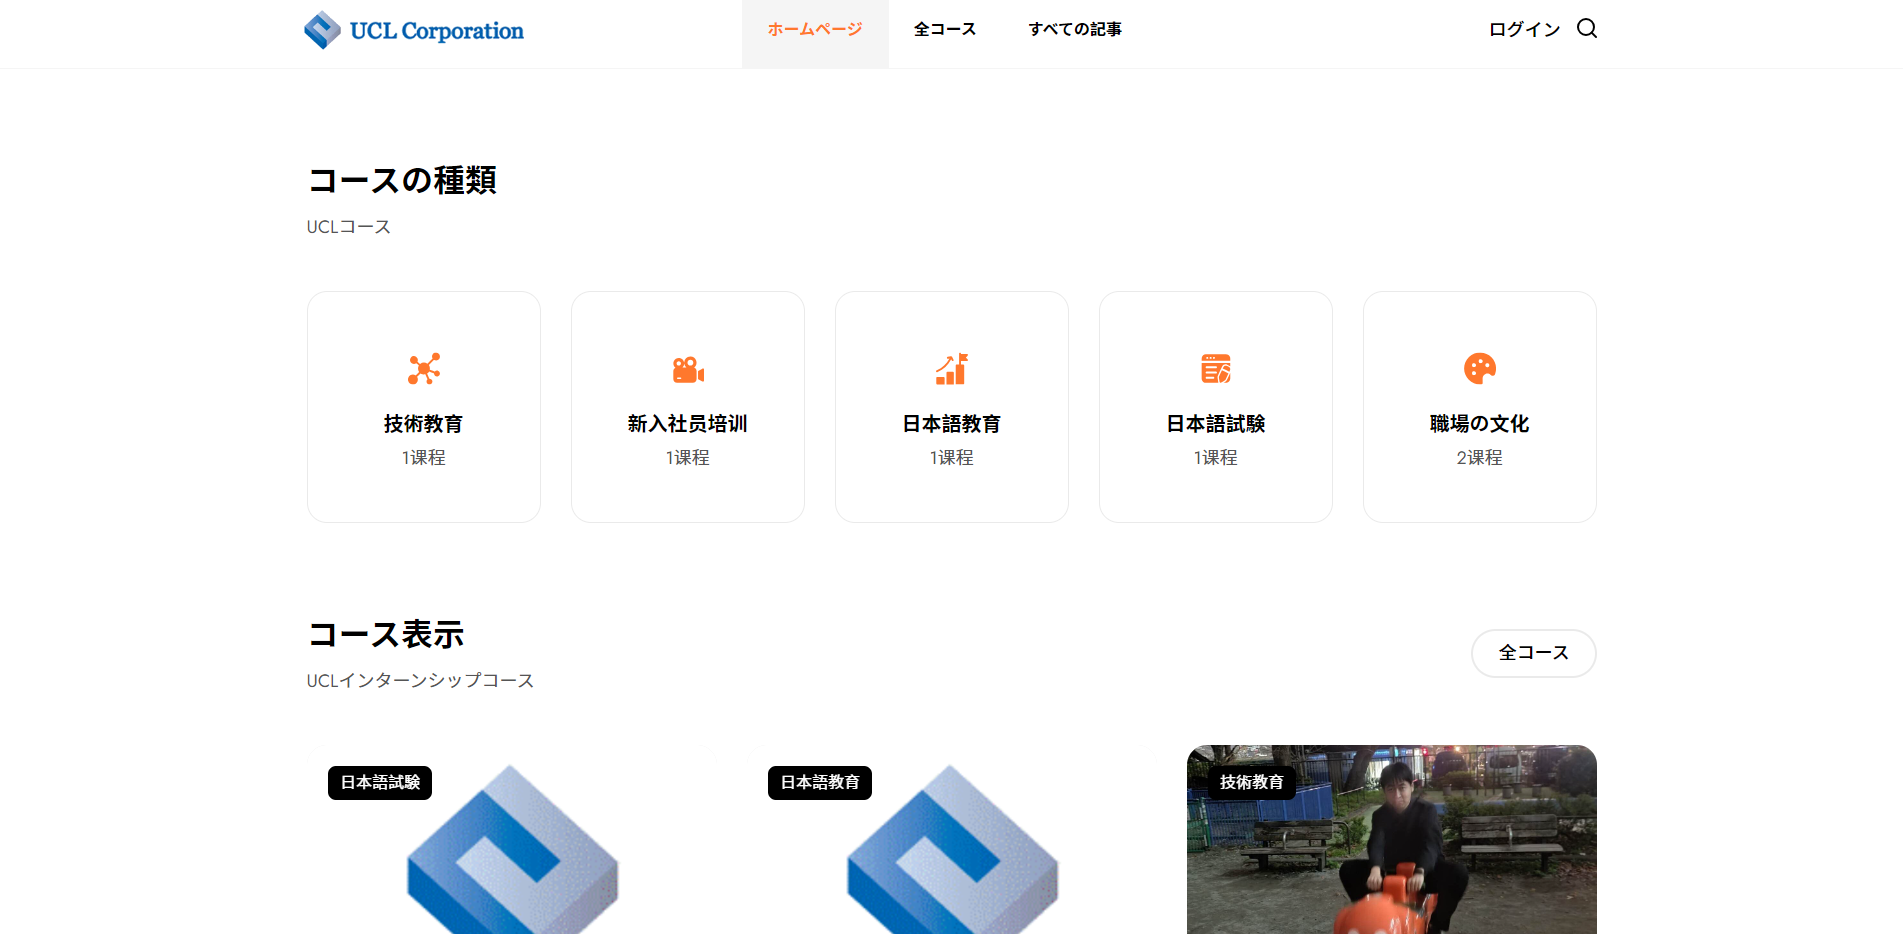 UCL Corporation
ホームページ
全コース
すべての記事
ログイン
コースの種類
UCLコース
技術教育
1课程
新入社员培训
1课程
日本語教育
1课程
日本語試験
1课程
職場の文化
2课程
コース表示
UCLインターンシップコース
全コース
日本語試験
日本語教育
技術教育